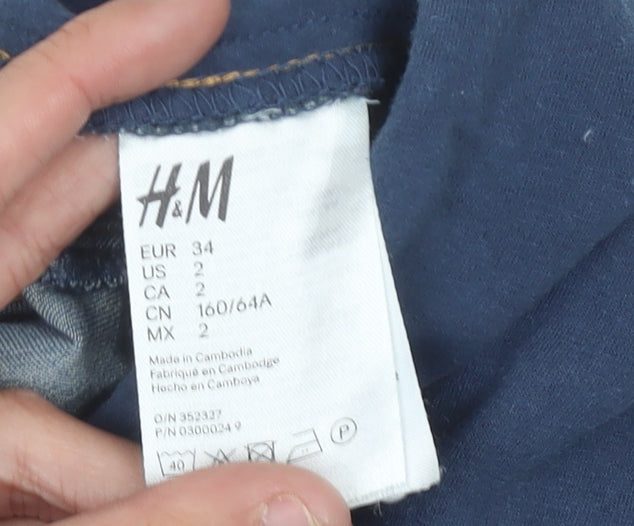 H&M
EUR 34
US 2
CA 2
CN 160/64A
MX 2
Made in Cambodia
Fabriqué en Cambodge
Hecho en Camboya
O/N 352327
P/N 0300024 9
40
P